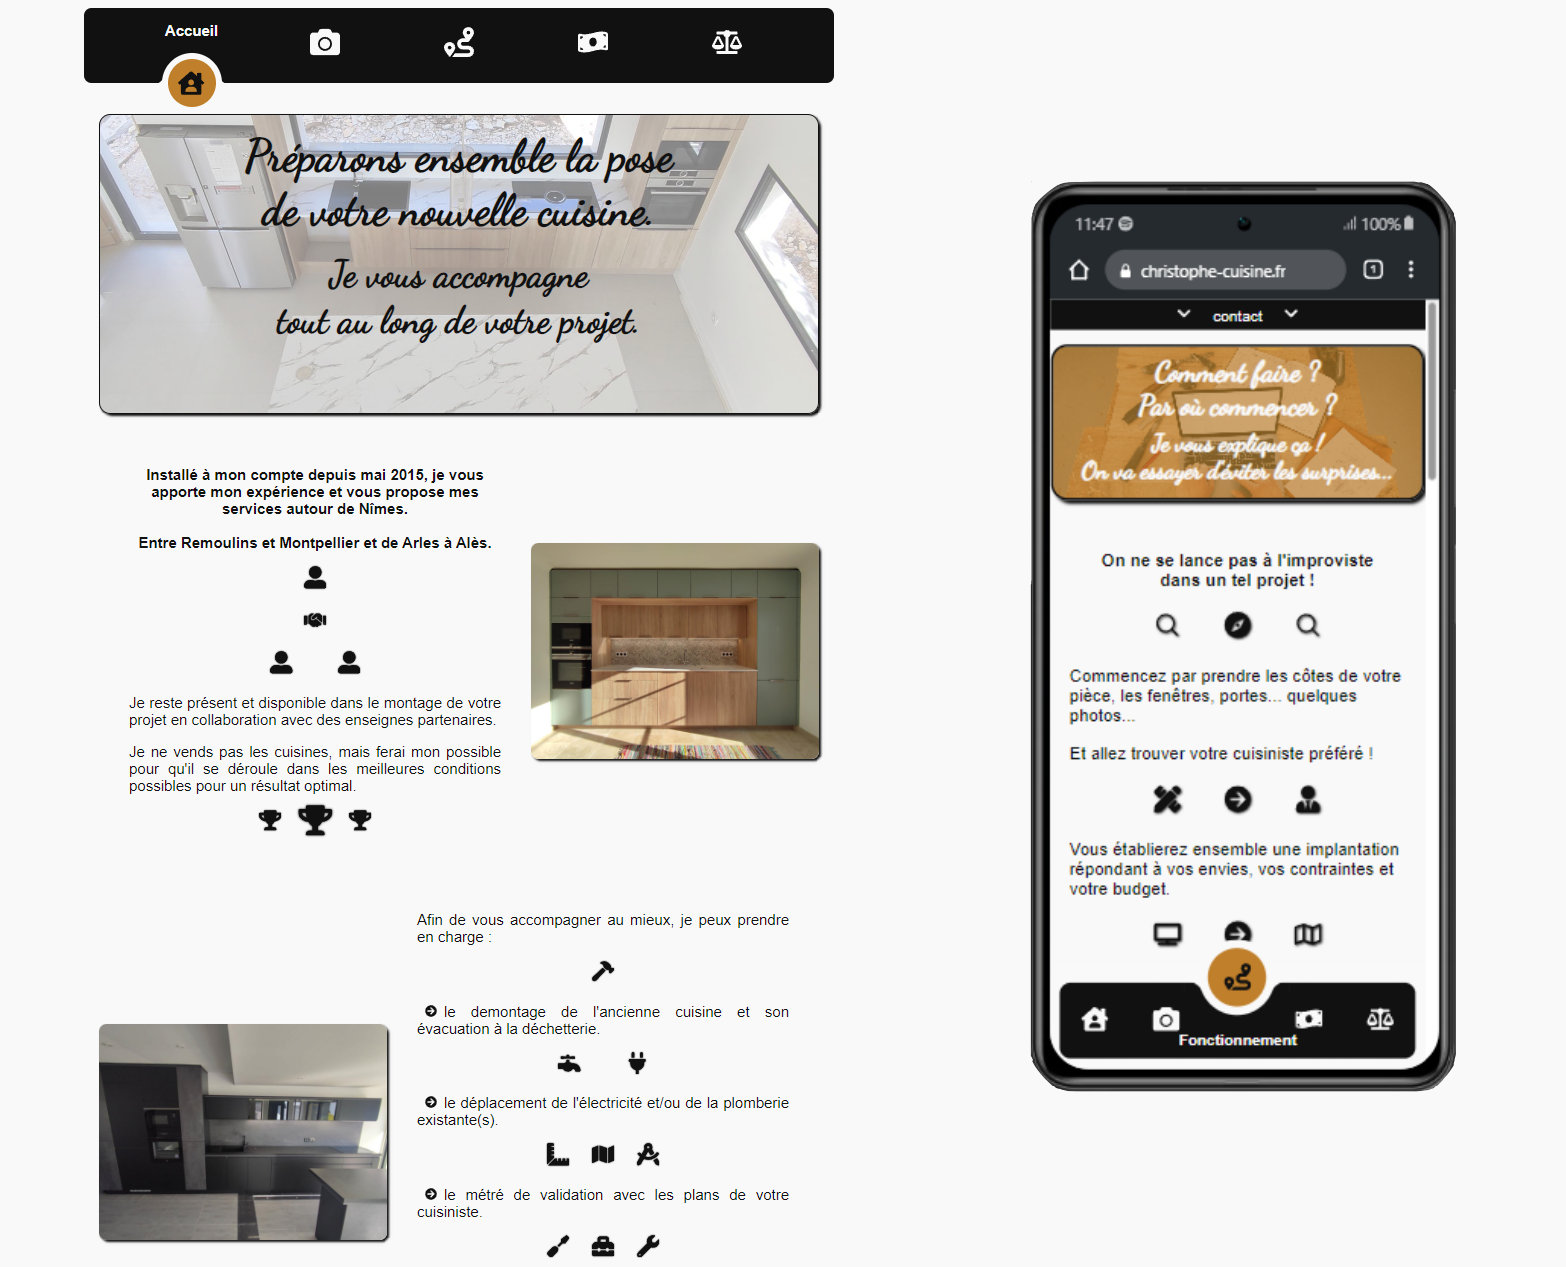 Accueil
Préparons ensemble la pose
de votre nouvelle cuisine.
Je vous accompagne
tout au long de votre projet.
Installé à mon compte depuis mai 2015, je vous
apporte mon expérience et vous propose mes
services autour de Nîmes.
Entre Remoulins et Montpellier et de Arles à Alès.
Je reste présent et disponible dans le montage de votre
projet en collaboration avec des enseignes partenaires.
Je ne vends pas les cuisines, mais ferai mon possible
pour qu'il se déroule dans les meilleures conditions
possibles pour un résultat optimal.
Afin de vous accompagner au mieux, je peux prendre
en charge :
le demontage de l'ancienne cuisine et son
évacuation à la déchetterie.
le déplacement de l'électricité et/ou de la plomberie
existante(s).
le métré de validation avec les plans de votre
cuisiniste.
11:47
100%
christophe-cuisine.fr
1
contact
Comment faire ?
Par où commencer ?
Je vous explique ça !
On va essayer d'éviter les surprises...
On ne se lance pas à l'improviste
dans un tel projet !
Commencez par prendre les côtes de votre
pièce, les fenêtres, portes... quelques
photos...
Et allez trouver votre cuisiniste préféré !
Vous établierez ensemble une implantation
répondant à vos envies, vos contraintes et
votre budget.
Fonctionnement